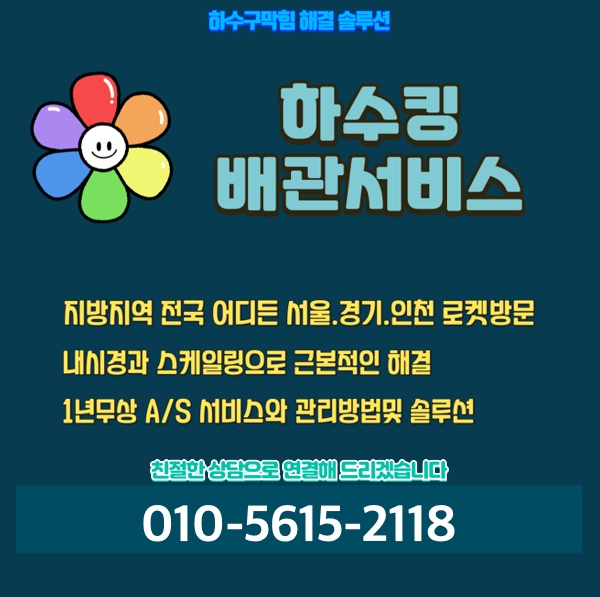 하수구막힘 해결 솔루션
하수킹
배관서비스
지방지역 전국 어디든 서울.경기.인천 로켓방문
내시경과 스케일링으로 근본적인 해결
1년무상 A/S 서비스와 관리방법및 솔루션
친절한 상담으로 연결해 드리겠습니다
010-5615-2118